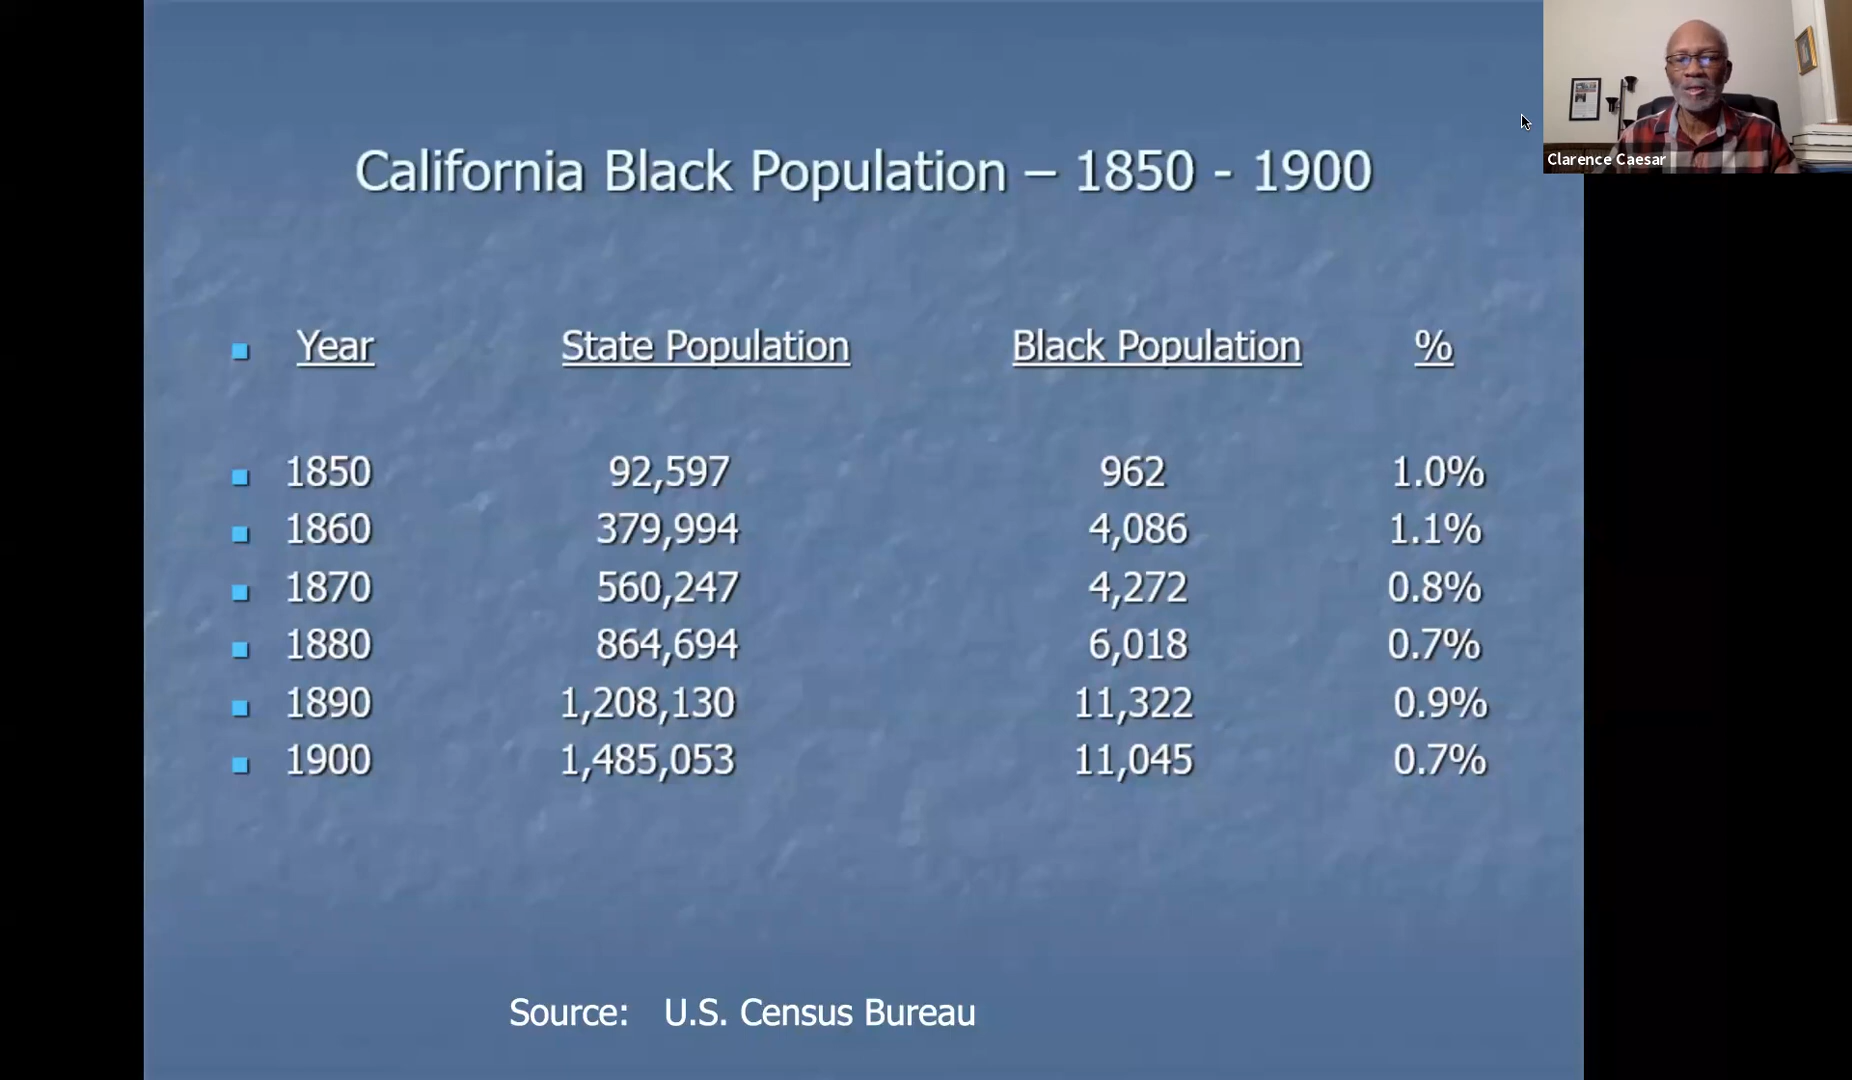 California Black Population – 1850 - 1900
Clarence Caesar
Year State Population Black Population %
1850 92,597 962 1.0%
1860 379,994 4,086 1.1%
1870 560,247 4,272 0.8%
1880 864,694 6,018 0.7%
1890 1,208,130 11,322 0.9%
1900 1,485,053 11,045 0.7%
Source: U.S. Census Bureau